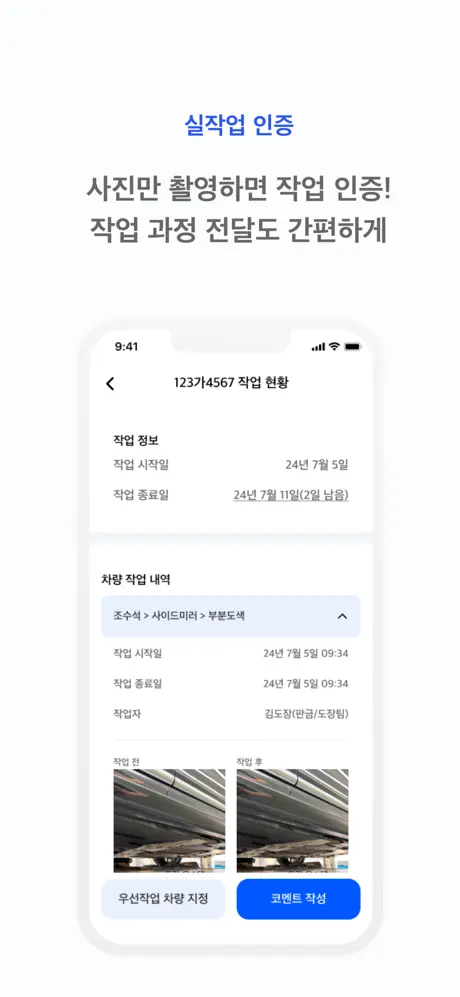 실작업 인증
사진만 촬영하면 작업 인증!
작업 과정 전달도 간편하게
9:41
123가4567 작업 현황
작업 정보
작업 시작일 24년 7월 5일
작업 종료일 24년 7월 11일(2일 남음)
차량 작업 내역
조수석 > 사이드미러 > 부분도색
작업 시작일 24년 7월 5일 09:34
작업 종료일 24년 7월 5일 09:34
작업자 김도장(판금/도장팀)
작업 전 작업 후
우선작업 차량 지정 코멘트 작성